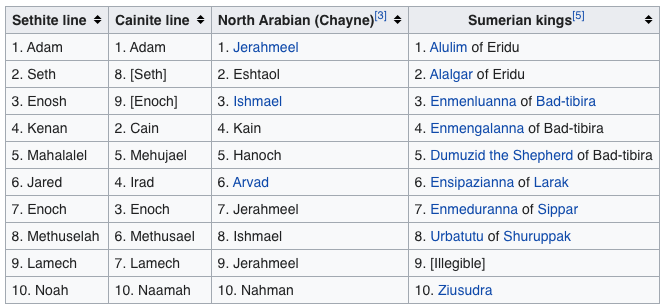 Sethite line Cainite line North Arabian (Chayne)[3] Sumerian kings[5]
1. Adam 1. Adam 1. Jerahmeel 1. Alulim of Eridu
2. Seth 8. [Seth] 2. Eshtaol 2. Alalgar of Eridu
3. Enosh 9. [Enoch] 3. Ishmael 3. Enmenluanna of Bad-tibira
4. Kenan 2. Cain 4. Kain 4. Enmengalanna of Bad-tibira
5. Mahalalel 5. Mehujael 5. Hanoch 5. Dumuzid the Shepherd of Bad-tibira
6. Jared 4. Irad 6. Arvad 6. Ensipazianna of Larak
7. Enoch 3. Enoch 7. Jerahmeel 7. Enmeduranna of Sippar
8. Methuselah 6. Methusael 8. Ishmael 8. Urbatutu of Shuruppak
9. Lamech 7. Lamech 9. Jerahmeel 9. [Illegible]
10. Noah 10. Naamah 10. Nahman 10. Ziusudra